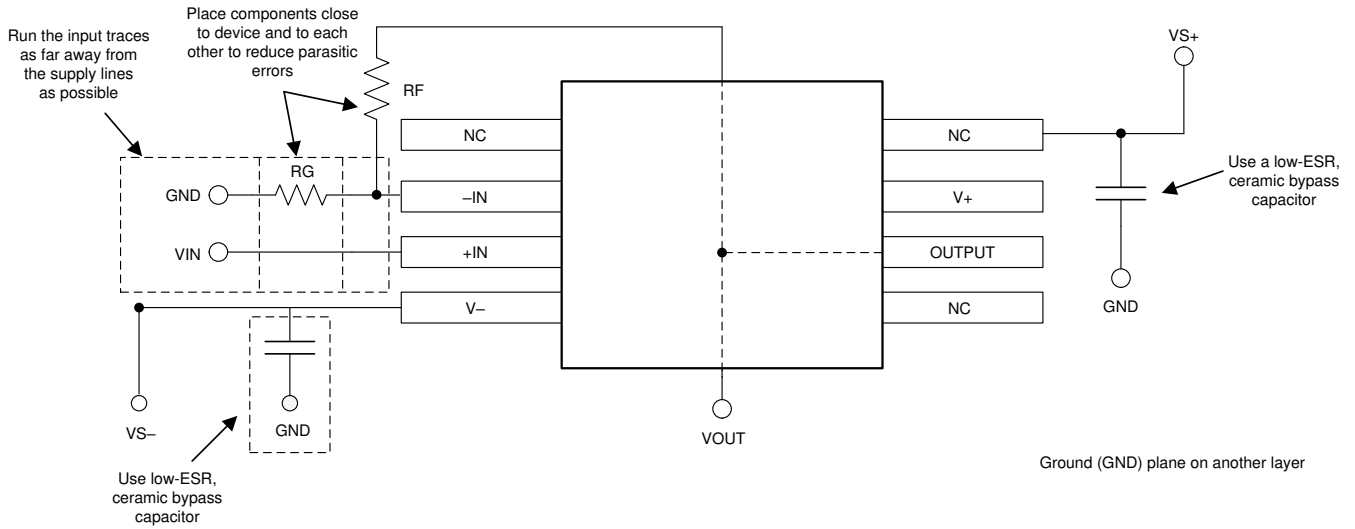 Place components close
to device and to each
other to reduce parasitic
errors
Run the input traces
as far away from
the supply lines
as possible
VS+
RF
NC
NC
Use a low-ESR,
ceramic bypass
capacitor
RG
GND
–IN
V+
VIN
+IN
OUTPUT
GND
V–
NC
GND
VS–
VOUT
Use low-ESR,
ceramic bypass
capacitor
Ground (GND) plane on another layer